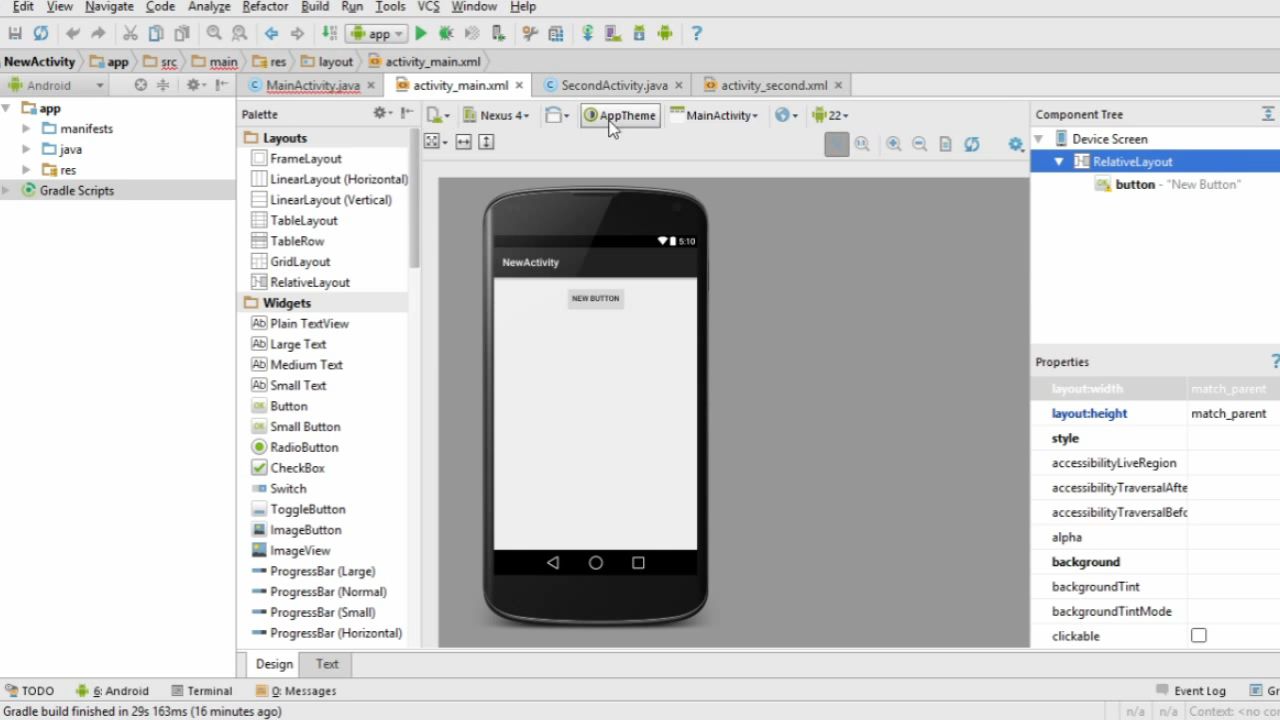 Edit View Navigate Code Analyze Refactor Build Run Tools VCS Window Help
app
NewActivity app src main res layout activity_main.xml
Android MainActivity.java activity_main.xml SecondActivity.java activity_second.xml
app
manifests
java
res
Gradle Scripts
Palette
Layouts
FrameLayout
LinearLayout (Horizontal)
LinearLayout (Vertical)
TableLayout
TableRow
GridLayout
RelativeLayout
Widgets
Plain TextView
Large Text
Medium Text
Small Text
Button
Small Button
RadioButton
CheckBox
Switch
ToggleButton
ImageButton
ImageView
ProgressBar (Large)
ProgressBar (Normal)
ProgressBar (Small)
ProgressBar (Horizontal)
Nexus 4 AppTheme MainActivity 22
5:10
NewActivity
NEW BUTTON
Component Tree
Device Screen
RelativeLayout
button - "New Button"
Properties
layout:width match_parent
layout:height match_parent
style
accessibilityLiveRegion
accessibilityTraversalAfte
accessibilityTraversalBefo
alpha
background
backgroundTint
backgroundTintMode
clickable
Design Text
TODO 6: Android Terminal 0: Messages Event Log Gr
Gradle build finished in 29s 163ms (16 minutes ago) n/a n/a Context: <no co